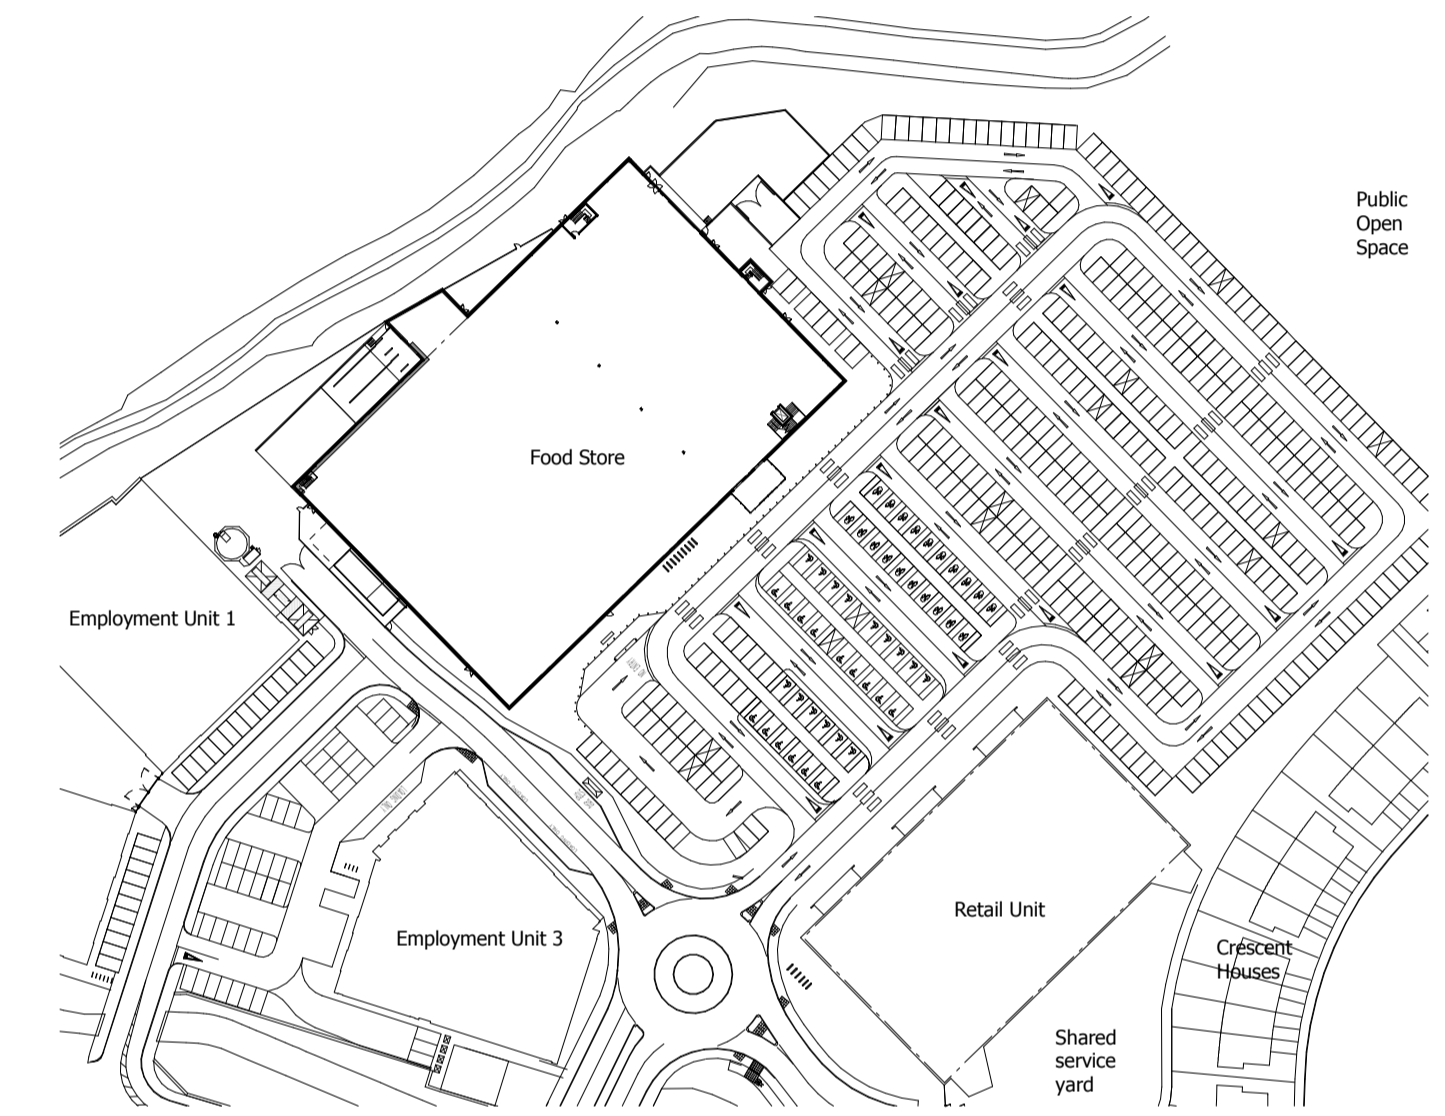 Public
Open
Space
Food Store
Employment Unit 1
Retail Unit
Employment Unit 3
Crescent
Houses
Shared
service
yard